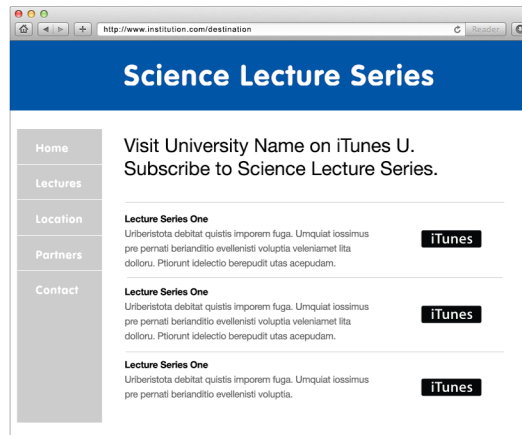 http://www.institution.com/destination
Reader
Science Lecture Series
Home
Lectures
Location
Partners
Contact
Visit University Name on iTunes U.
Subscribe to Science Lecture Series.
Lecture Series One
Uriberistota debitat quistis imporem fuga. Umquiat iossimus
pre pernati berianditio evellenisti voluptia veleniamet lita
dolloru. Ptiorunt idelectio berepudit utas acepudam.
iTunes
Lecture Series One
Uriberistota debitat quistis imporem fuga. Umquiat iossimus
pre pernati berianditio evellenisti voluptia veleniamet lita
dolloru. Ptiorunt idelectio berepudit utas acepudam.
iTunes
Lecture Series One
Uriberistota debitat quistis imporem fuga. Umquiat iossimus
pre pernati berianditio evellenisti voluptia.
iTunes